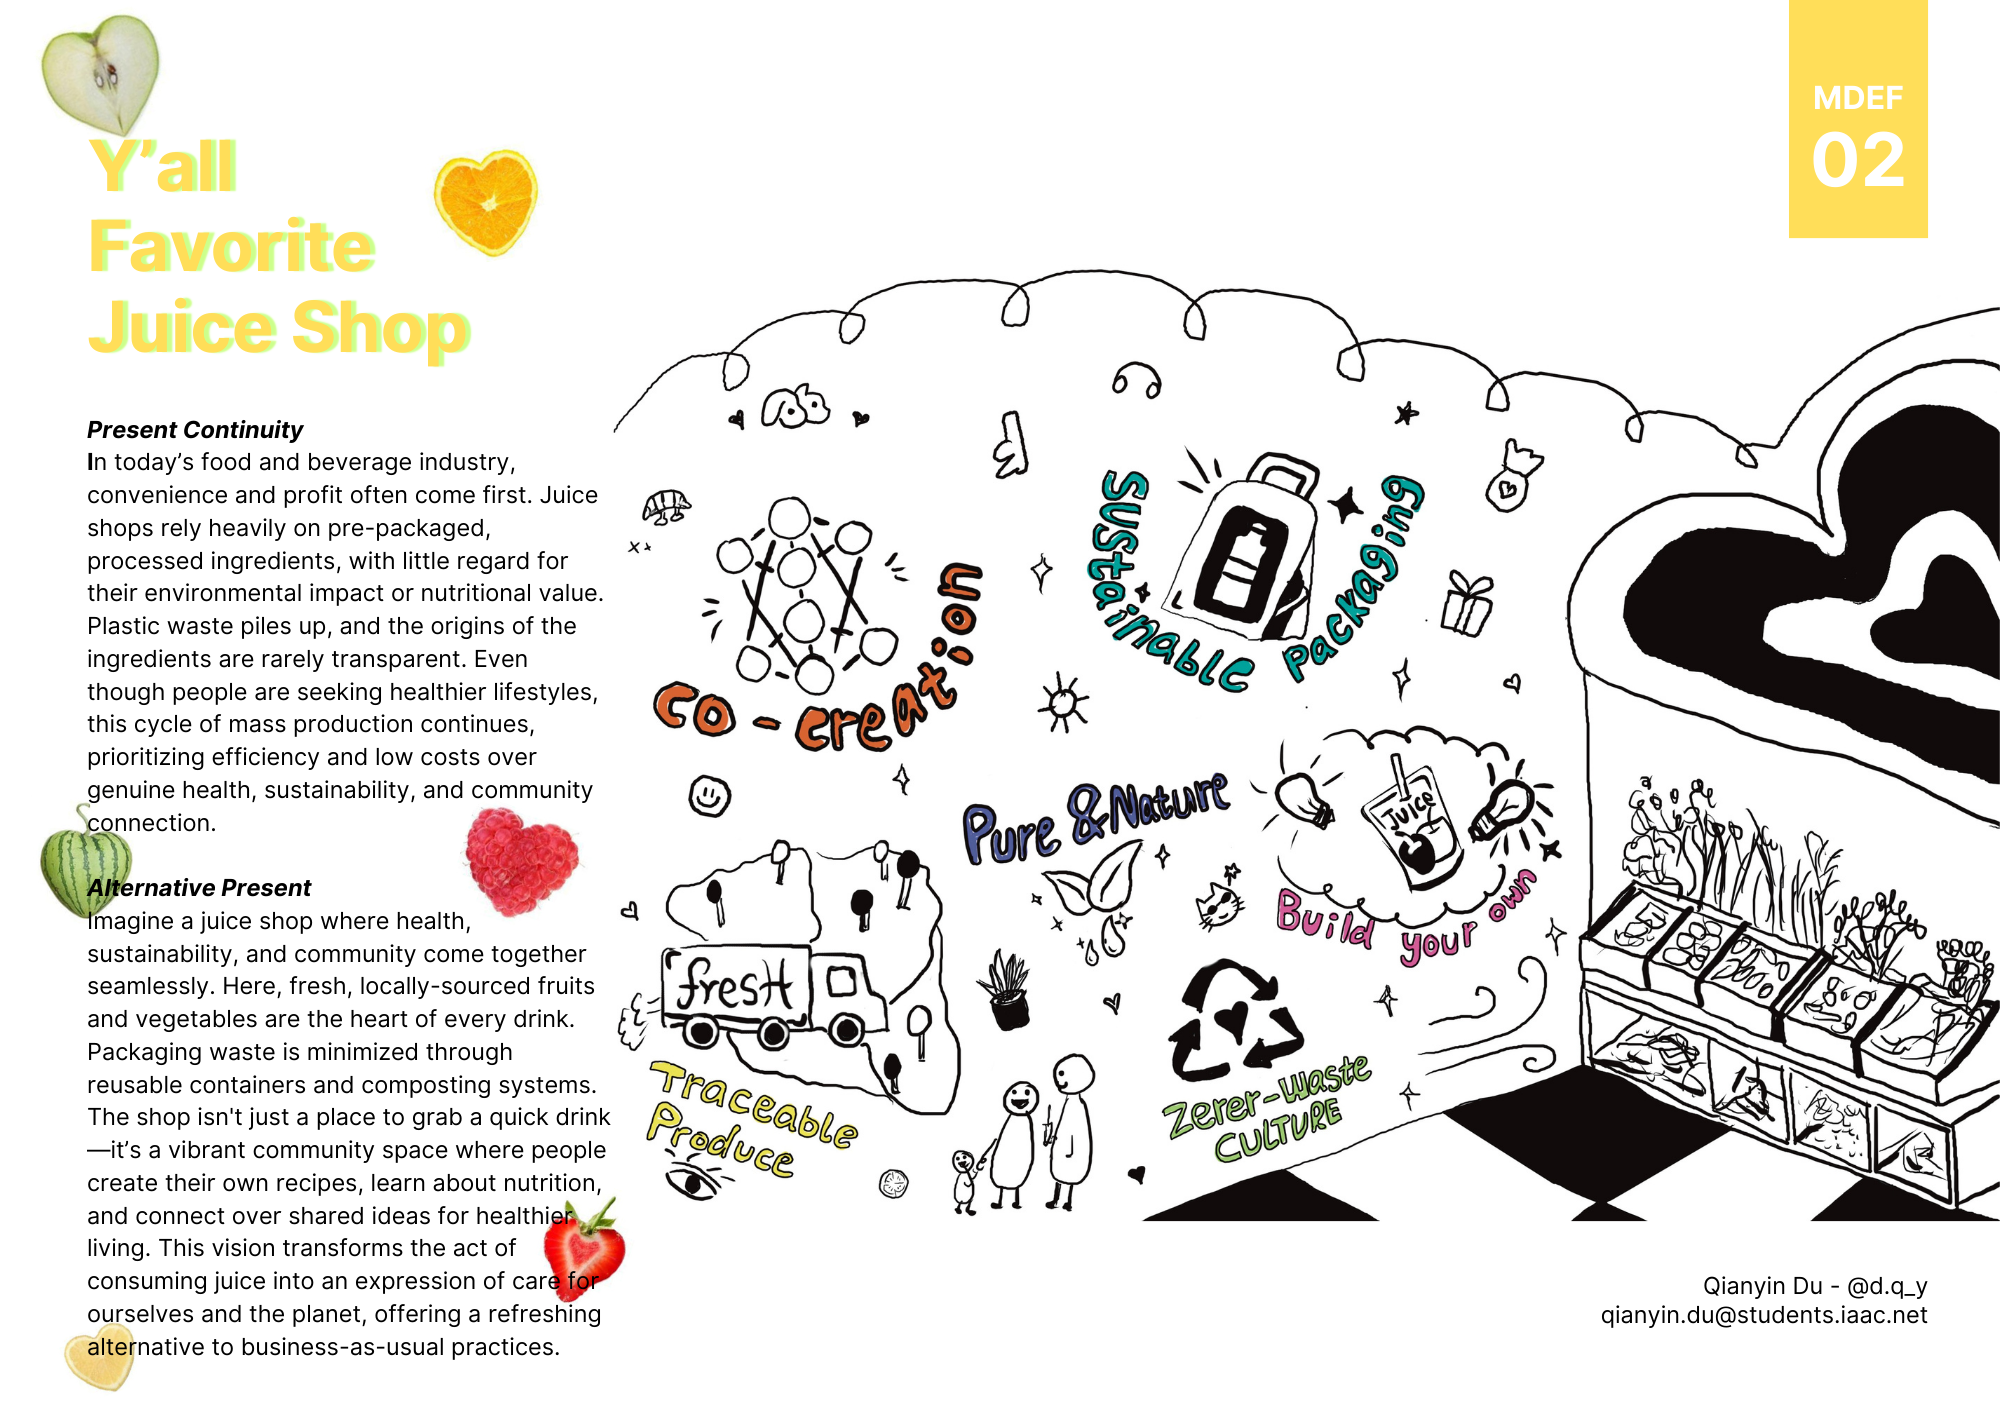 MDEF
02
Y’all
Favorite
Juice Shop
Present Continuity
In today’s food and beverage industry,
convenience and profit often come first. Juice
shops rely heavily on pre-packaged,
processed ingredients, with little regard for
their environmental impact or nutritional value.
Plastic waste piles up, and the origins of the
ingredients are rarely transparent. Even
though people are seeking healthier lifestyles,
this cycle of mass production continues,
prioritizing efficiency and low costs over
genuine health, sustainability, and community
connection.
Alternative Present
Imagine a juice shop where health,
sustainability, and community come together
seamlessly. Here, fresh, locally-sourced fruits
and vegetables are the heart of every drink.
Packaging waste is minimized through
reusable containers and composting systems.
The shop isn't just a place to grab a quick drink
—it’s a vibrant community space where people
create their own recipes, learn about nutrition,
and connect over shared ideas for healthier
living. This vision transforms the act of
consuming juice into an expression of care for
ourselves and the planet, offering a refreshing
alternative to business-as-usual practices.
co-creation
Sustainable Packaging
Pure & Nature
Juice
Build your own
fresh
Traceable
Produce
Zerer-waste
CULTURE
Qianyin Du - @d.q_y
qianyin.du@students.iaac.net